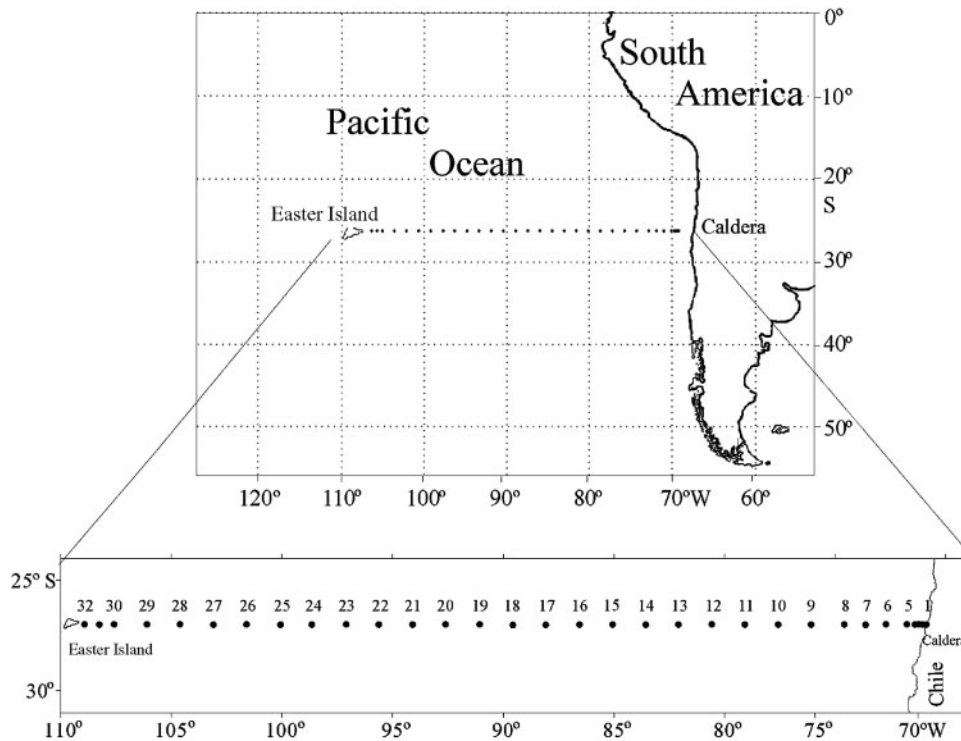 0º
South
America
10º
Pacific
Ocean
20º
S
Easter Island
Caldera
30º
40º
50º
120º 110º 100º 90º 80º 70ºW 60º
25º S
32 30 29 28 27 26 25 24 23 22 21 20 19 18 17 16 15 14 13 12 11 10 9 8 7 6 5 1
Easter Island
Caldera
Chile
30º
110º 105º 100º 95º 90º 85º 80º 75º 70ºW